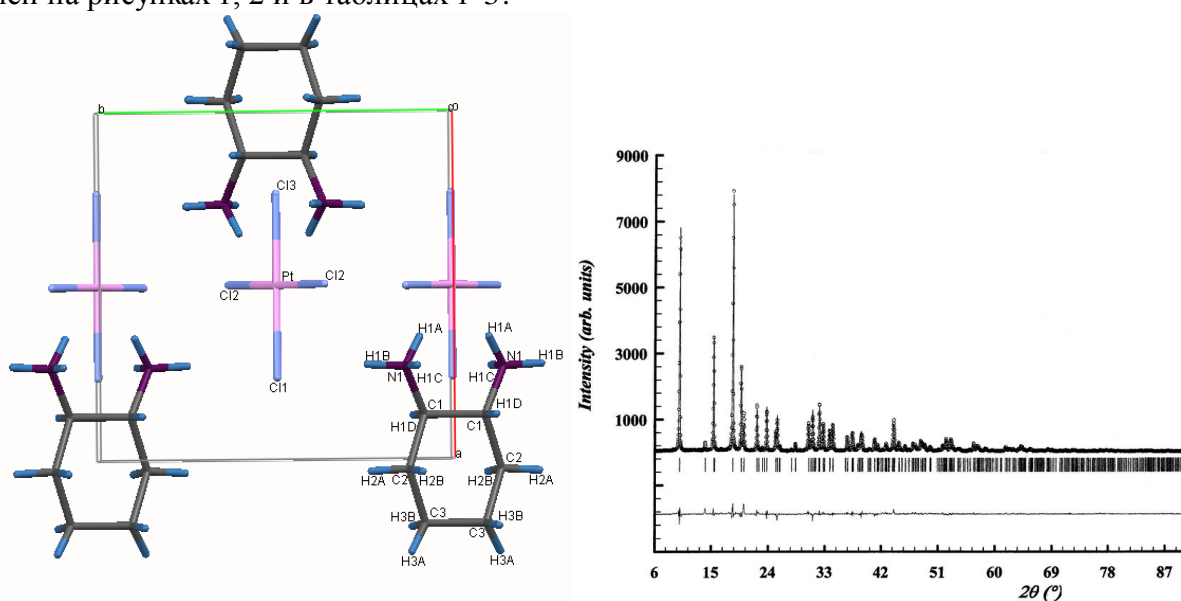 на рисунках 1, 2 и в таблицах 1
b
o
Cl3
Pt
Cl2
Cl2
H1A
H1A
H1B
N1
H1B
N1
H1C
H1C
Cl1
C1
H1D
C1
H1D
C2
C2
H2A
H2B
H2B
H2A
a
C3
H3B
H3B
C3
H3A
H3A
9000
7000
5000
3000
1000
Intensity (arb. units)
6 15 24 33 42 51 60 69 78 87
2θ (°)